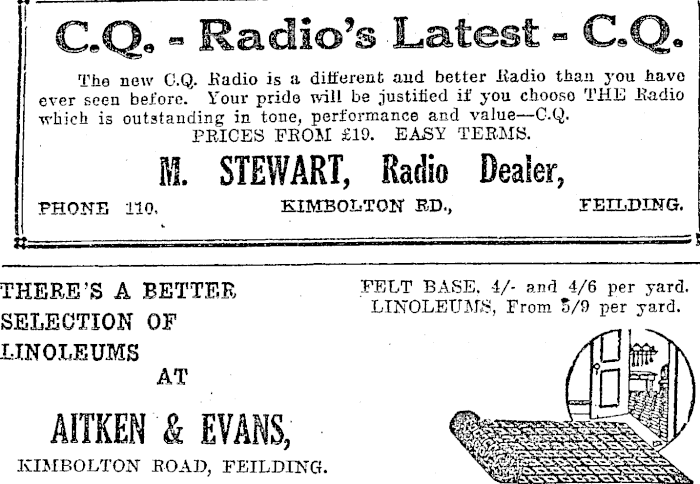 C.Q. - Radio's Latest - C.Q.
The new C.Q. Radio is a different and better Radio than you have
ever seen before. Your pride will be justified if you choose THE Radio
which is outstanding in tone, performance and value—C.Q.
PRICES FROM £19. EASY TERMS.
M. STEWART, Radio Dealer,
PHONE 110, KIMBOLTON RD., FEILDING.
THERE'S A BETTER
SELECTION OF
LINOLEUMS
AT
AITKEN & EVANS,
KIMBOLTON ROAD, FEILDING.
FELT BASE, 4/- and 4/6 per yard.
LINOLEUMS, From 5/9 per yard.